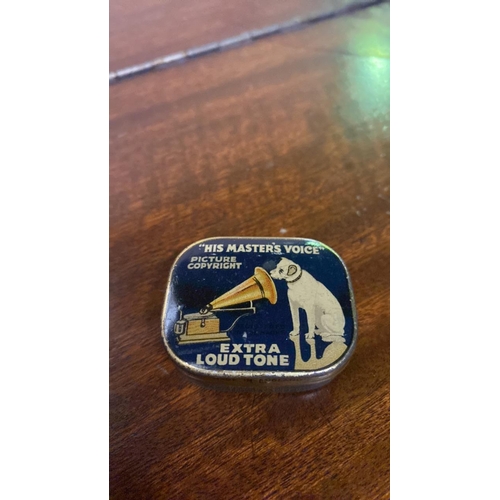 "HIS MASTER'S VOICE"
PICTURE
COPYRIGHT
EXTRA
LOUD TONE